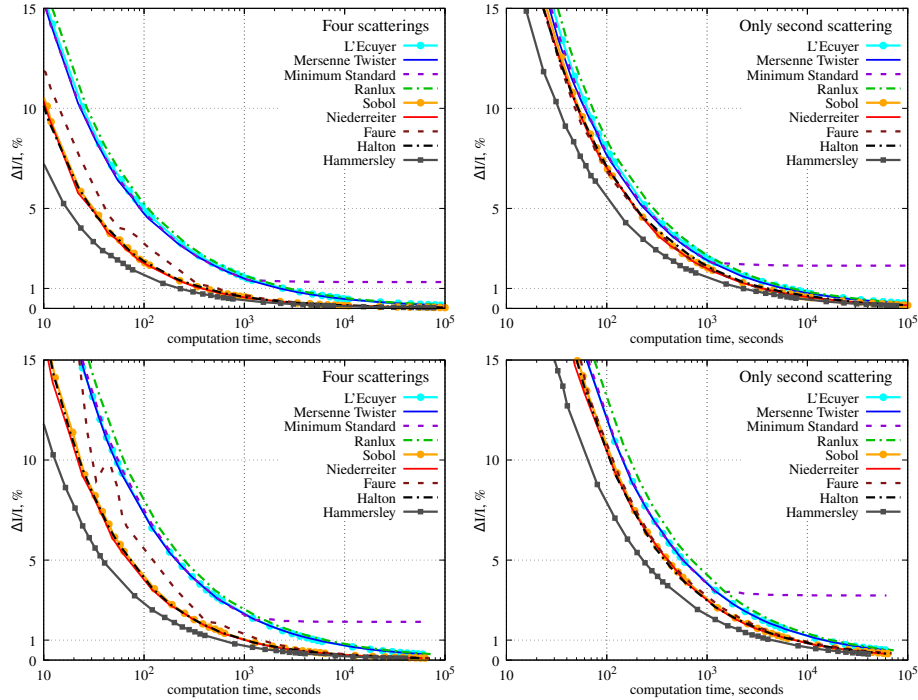 15
10
5
1
0
ΔI/I, %
10
10²
10³
10⁴
10⁵
computation time, seconds
Four scatterings
L'Ecuyer
Mersenne Twister
Minimum Standard
Ranlux
Sobol
Niederreiter
Faure
Halton
Hammersley
15
10
5
1
0
ΔI/I, %
10
10²
10³
10⁴
10⁵
computation time, seconds
Only second scatterings
L'Ecuyer
Mersenne Twister
Minimum Standard
Ranlux
Sobol
Niederreiter
Faure
Halton
Hammersley
15
10
5
1
0
ΔI/I, %
10
10²
10³
10⁴
10⁵
computation time, seconds
Four scatterings
L'Ecuyer
Mersenne Twister
Minimum Standard
Ranlux
Sobol
Niederreiter
Faure
Halton
Hammersley
15
10
5
1
0
ΔI/I, %
10
10²
10³
10⁴
10⁵
computation time, seconds
Only second scattering
L'Ecuyer
Mersenne Twister
Minimum Standard
Ranlux
Sobol
Niederreiter
Faure
Halton
Hammersley